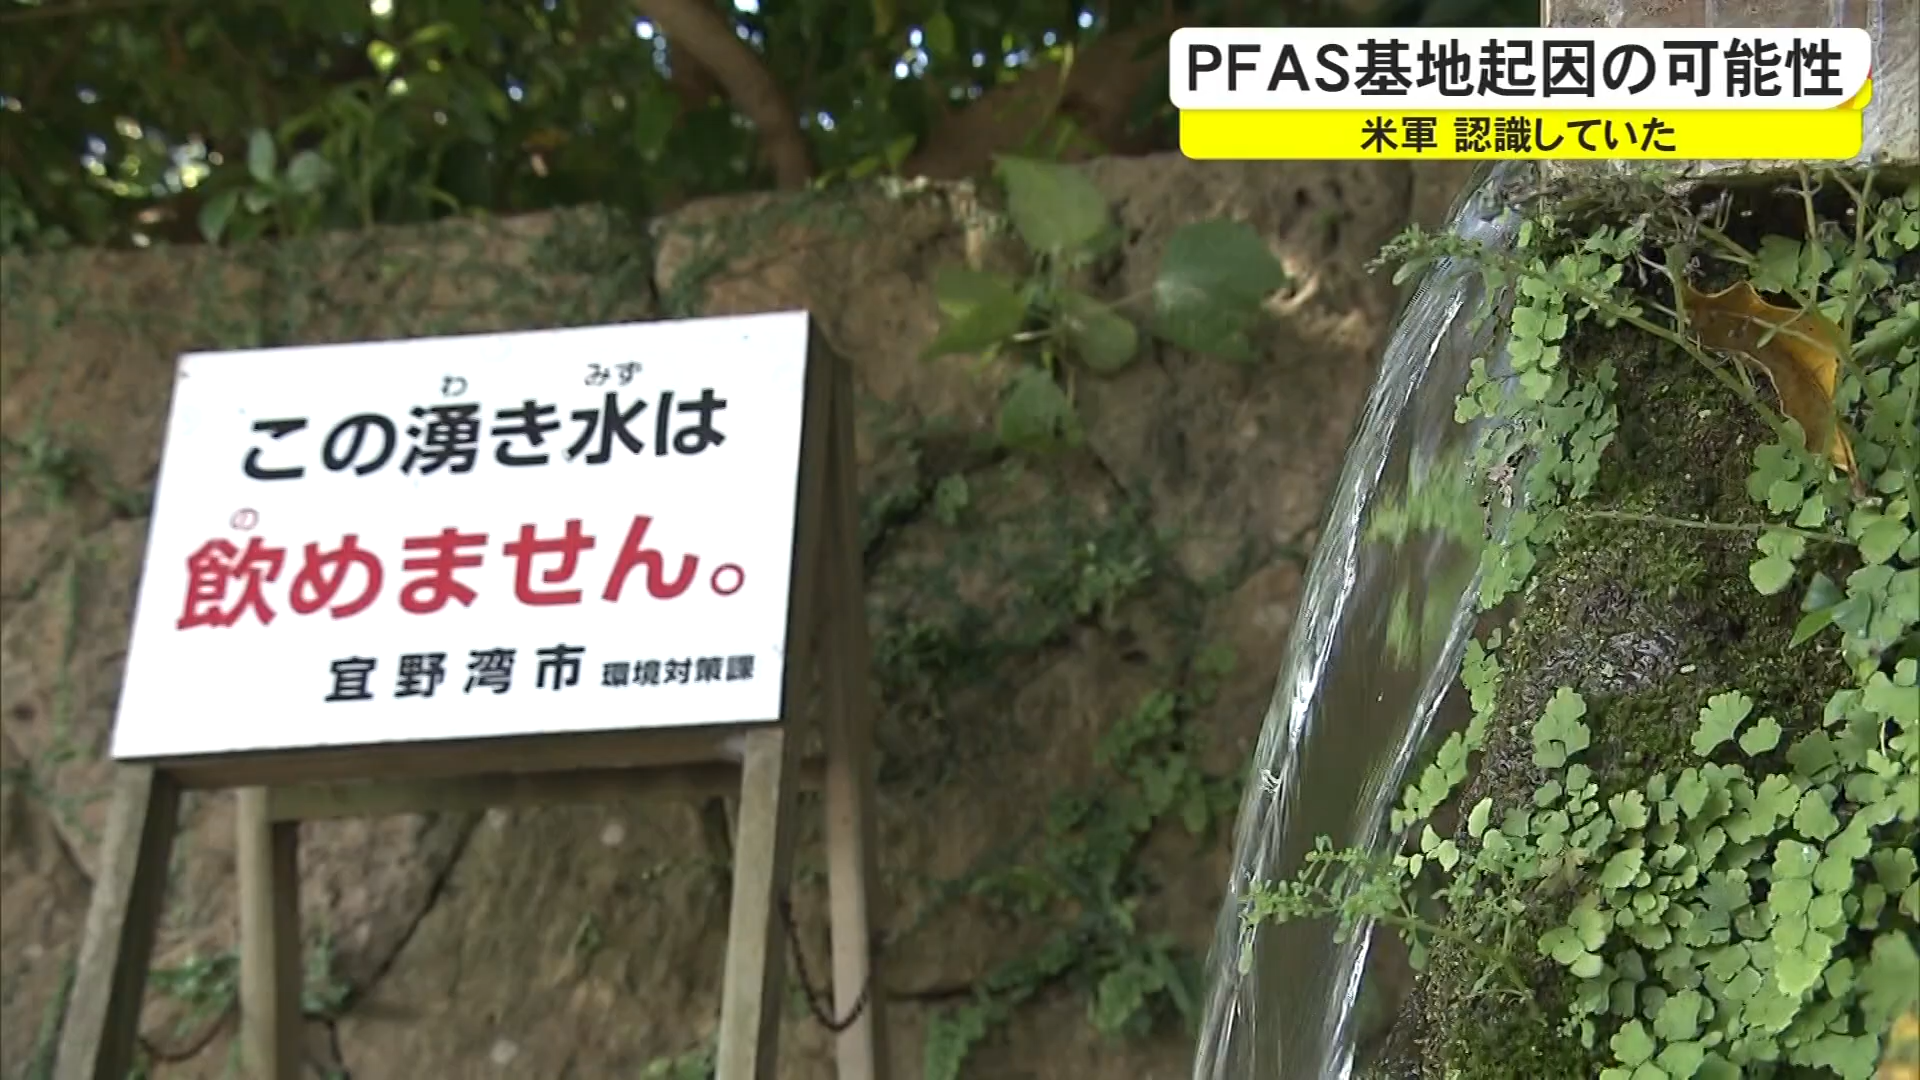 PFAS基地起因の可能性
米軍 認識していた
わ みず
この湧き水は
の
飲めません。
宜野湾市 環境対策課